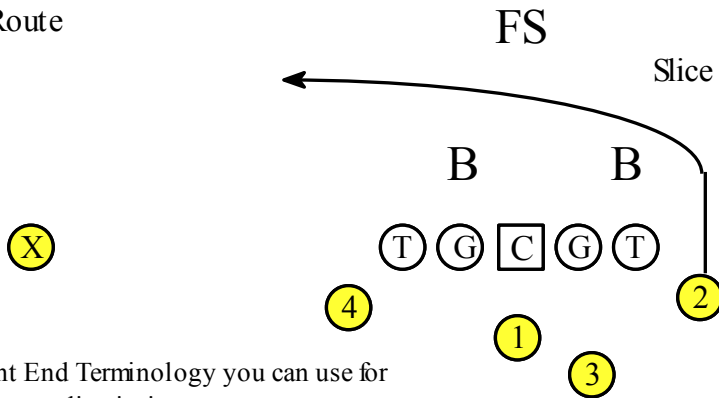 Route
FS
Slice
B B
X T G C G T
2
4
1
3
nt End Terminology you can use for